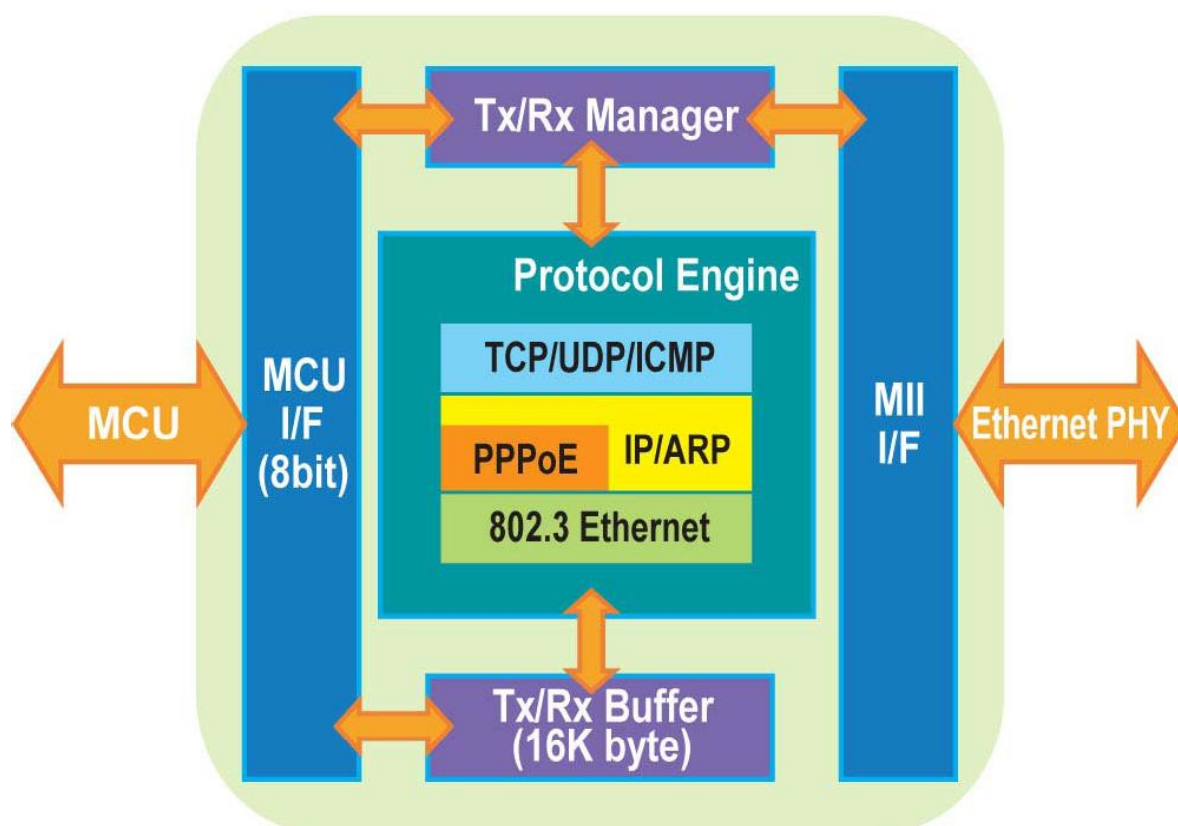 Tx/Rx Manager
Protocol Engine
TCP/UDP/ICMP
MCU
MCU
I/F
(8bit)
PPPoE
IP/ARP
MII
I/F
Ethernet PHY
802.3 Ethernet
Tx/Rx Buffer
(16K byte)